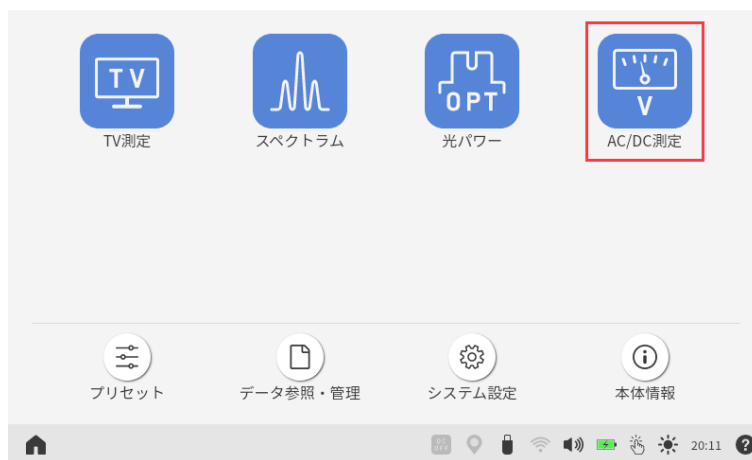 TV
OPT
V
TV測定
スペクトラム
光パワー
AC/DC測定
プリセット
データ参照・管理
システム設定
本体情報
DC
OFF
20:11
?